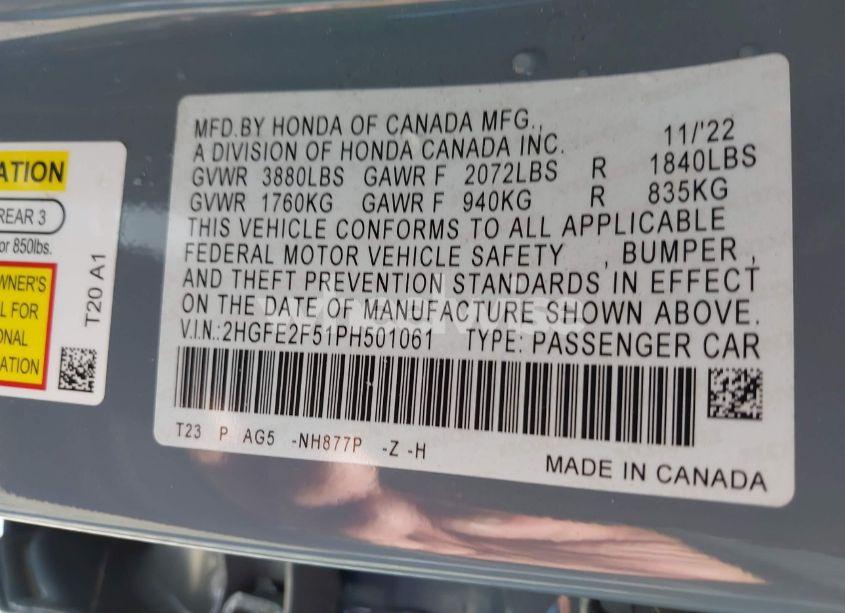 MFD.BY HONDA OF CANADA MFG., 11/'22
A DIVISION OF HONDA CANADA INC.
GVWR 3880LBS GAWR F 2072LBS R 1840LBS
GVWR 1760KG GAWR F 940KG R 835KG
THIS VEHICLE CONFORMS TO ALL APPLICABLE
FEDERAL MOTOR VEHICLE SAFETY , BUMPER ,
AND THEFT PREVENTION STANDARDS IN EFFECT
ON THE DATE OF MANUFACTURE SHOWN ABOVE.
V.I.N.:2HGFE2F51PH501061 TYPE: PASSENGER CAR
T23 P AG5 -NH877P -Z -H
MADE IN CANADA
ATION
REAR 3
or 850lbs.
WNER'S
L FOR
ONAL
ATION
T20 A1